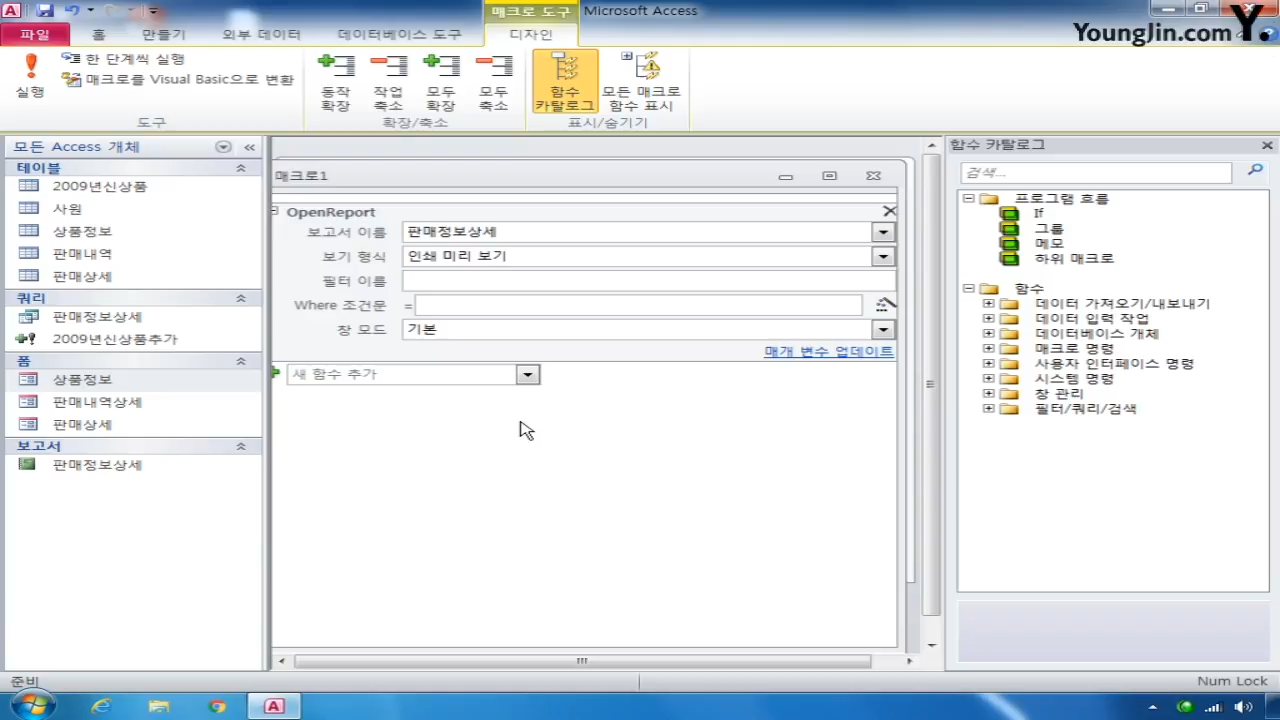 매크로 도구
Microsoft Access
YoungJin.com Y.
파일
홈
만들기
외부 데이터
데이터베이스 도구
디자인
실행
한 단계씩 실행
매크로를 Visual Basic으로 변환
도구
동작 확장
작업 축소
모두 확장
모두 축소
확장/축소
함수 카탈로그
모든 매크로 함수 표시
표시/숨기기
모든 Access 개체
테이블
2009년신상품
사원
상품정보
판매내역
판매상세
쿼리
판매정보상세
2009년신상품추가
폼
상품정보
판매내역상세
판매상세
보고서
판매정보상세
매크로1
OpenReport
보고서 이름 판매정보상세
보기 형식 인쇄 미리 보기
필터 이름
Where 조건문 =
창 모드 기본
매개 변수 업데이트
새 함수 추가
함수 카탈로그
검색...
프로그램 흐름
If
그룹
메모
하위 매크로
함수
데이터 가져오기/내보내기
데이터 입력 작업
데이터베이스 개체
매크로 명령
사용자 인터페이스 명령
시스템 명령
창 관리
필터/쿼리/검색
준비
Num Lock